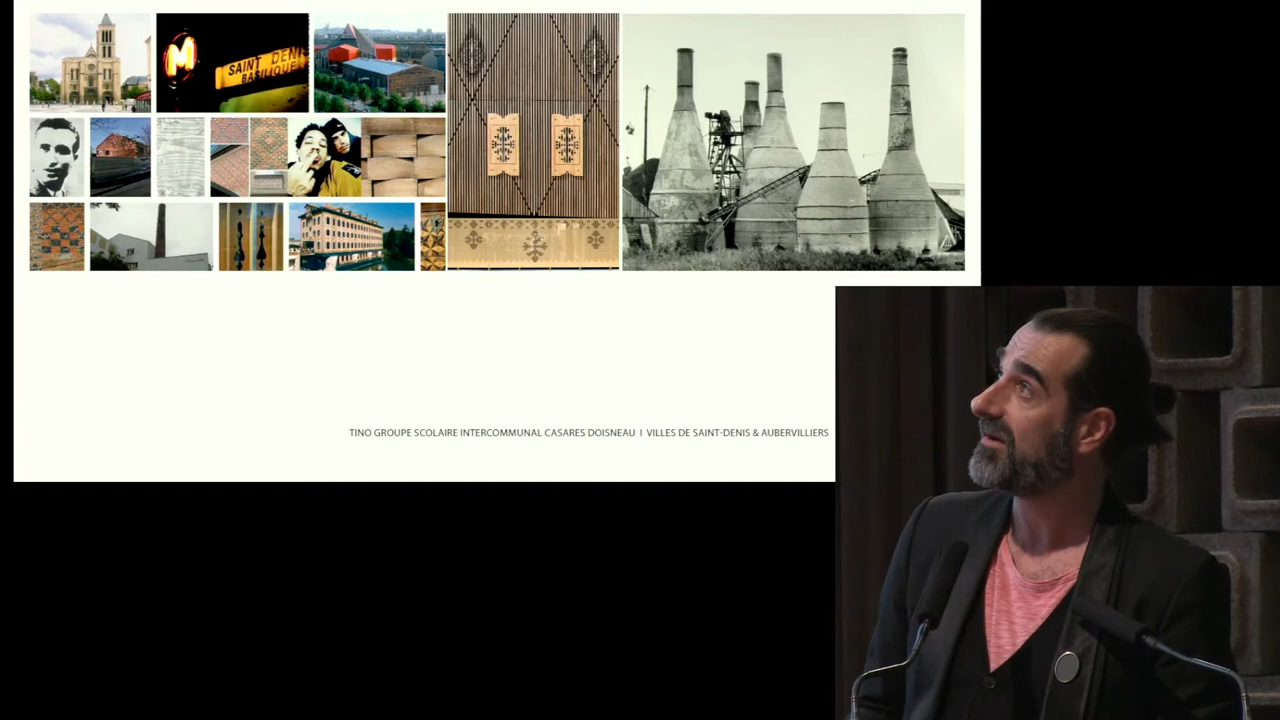 M
SAINT DENIS
BASILIQUE
TINO GROUPE SCOLAIRE INTERCOMMUNAL CASARES DOISNEAU I VILLES DE SAINT-DENIS & AUBERVILLIERS